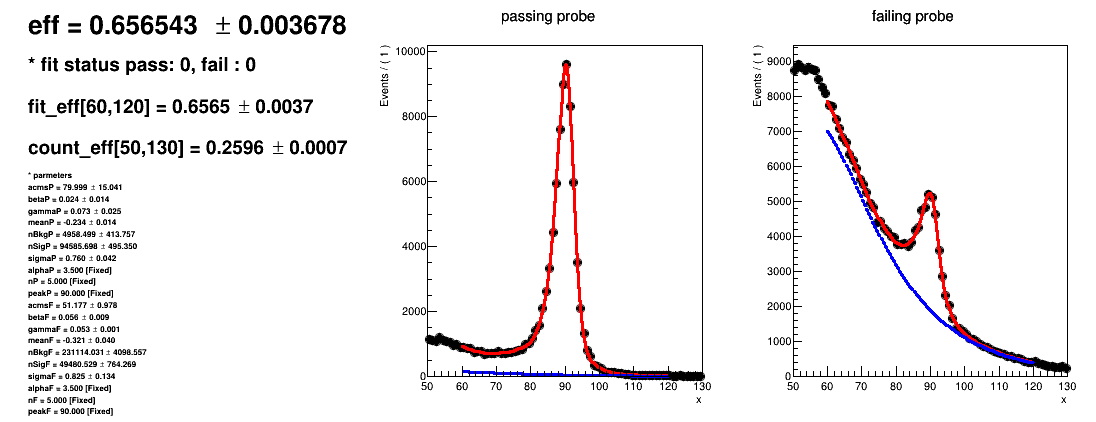 eff = 0.656543 ± 0.003678
* fit status pass: 0, fail : 0
fit_eff[60,120] = 0.6565 ± 0.0037
count_eff[50,130] = 0.2596 ± 0.0007
* parmeters
acmsP = 79.999 ± 15.041
betaP = 0.024 ± 0.014
gammaP = 0.073 ± 0.025
meanP = -0.234 ± 0.014
nBkgP = 4958.499 ± 413.757
nSigP = 94585.698 ± 495.350
sigmaP = 0.760 ± 0.042
alphaP = 3.500 [Fixed]
nP = 5.000 [Fixed]
peakP = 90.000 [Fixed]
acmsF = 51.177 ± 0.978
betaF = 0.056 ± 0.009
gammaF = 0.053 ± 0.001
meanF = -0.321 ± 0.040
nBkgF = 231114.031 ± 4098.557
nSigF = 49480.529 ± 764.269
sigmaF = 0.825 ± 0.134
alphaF = 3.500 [Fixed]
nF = 5.000 [Fixed]
peakF = 90.000 [Fixed]
passing probe
Events / ( 1 )
10000
8000
6000
4000
2000
0
50 60 70 80 90 100 110 120 130
x
failing probe
Events / ( 1 )
9000
8000
7000
6000
5000
4000
3000
2000
1000
0
50 60 70 80 90 100 110 120 130
x